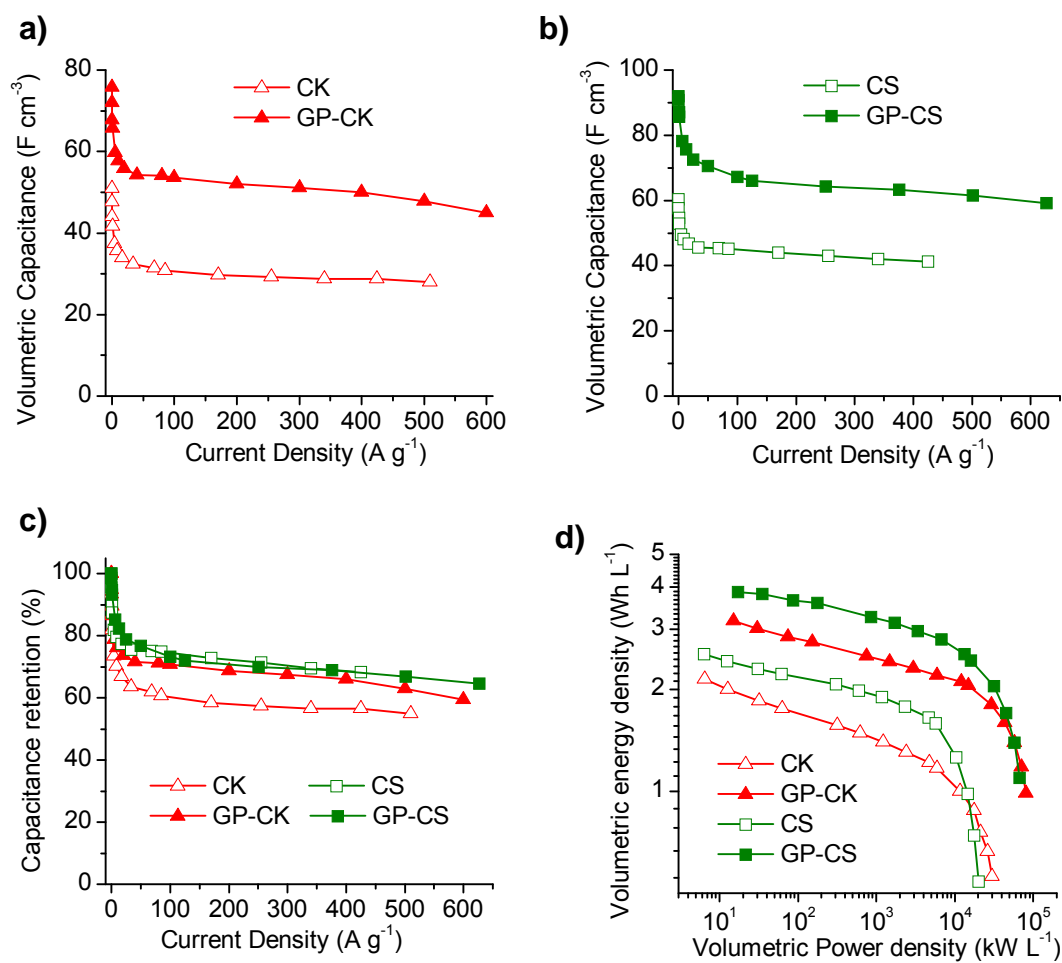 a)
Volumetric Capacitance (F cm⁻³)
80
60
40
20
0
CK
GP-CK
0 100 200 300 400 500 600
Current Density (A g⁻¹)
b)
Volumetric Capacitance (F cm⁻³)
100
80
60
40
20
0
CS
GP-CS
0 100 200 300 400 500 600
Current Density (A g⁻¹)
c)
Capacitance retention (%)
100
80
60
40
20
0
CK CS
GP-CK GP-CS
0 100 200 300 400 500 600
Current Density (A g⁻¹)
d)
Volumetric energy density (Wh L⁻¹)
5
4
3
2
1
CK
GP-CK
CS
GP-CS
10¹ 10² 10³ 10⁴ 10⁵
Volumetric Power density (kW L⁻¹)